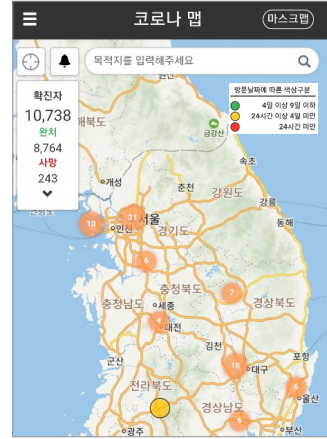 코로나 맵
마스크맵
목적지를 입력해주세요
방문날짜에 따른 색상구분
4일 이상 9일 이하
24시간 이상 4일 미만
24시간 미만
확진자
10,738
완치
8,764
사망
243
해북도
금강산
속초
개성
춘천
강원도
강릉
10
31
서울
인천
경기도
동해
6
충청북도
7
경상북도
충청남도
세종
4
대전
김천
군산
15
대구
포항
전라북도
6
울산
경상남도
6
광주
부산